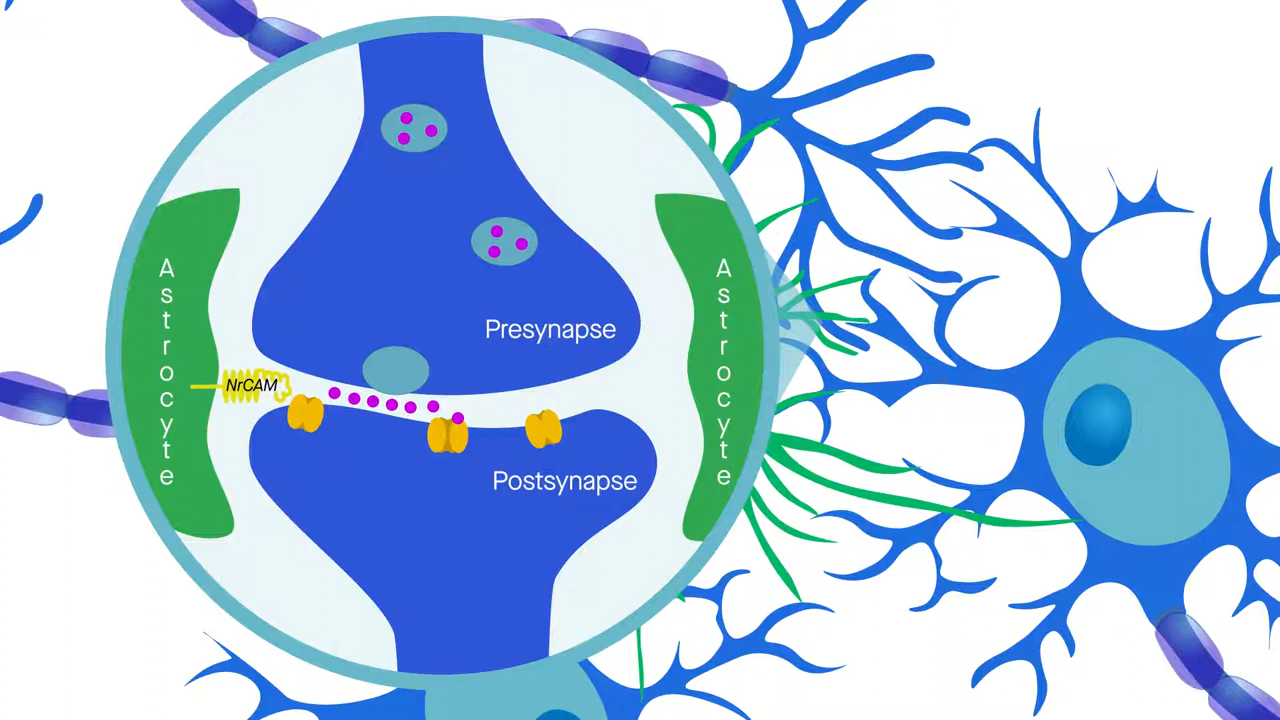 Astrocyte
NrCAM
Presynapse
Postsynapse
Astrocyte